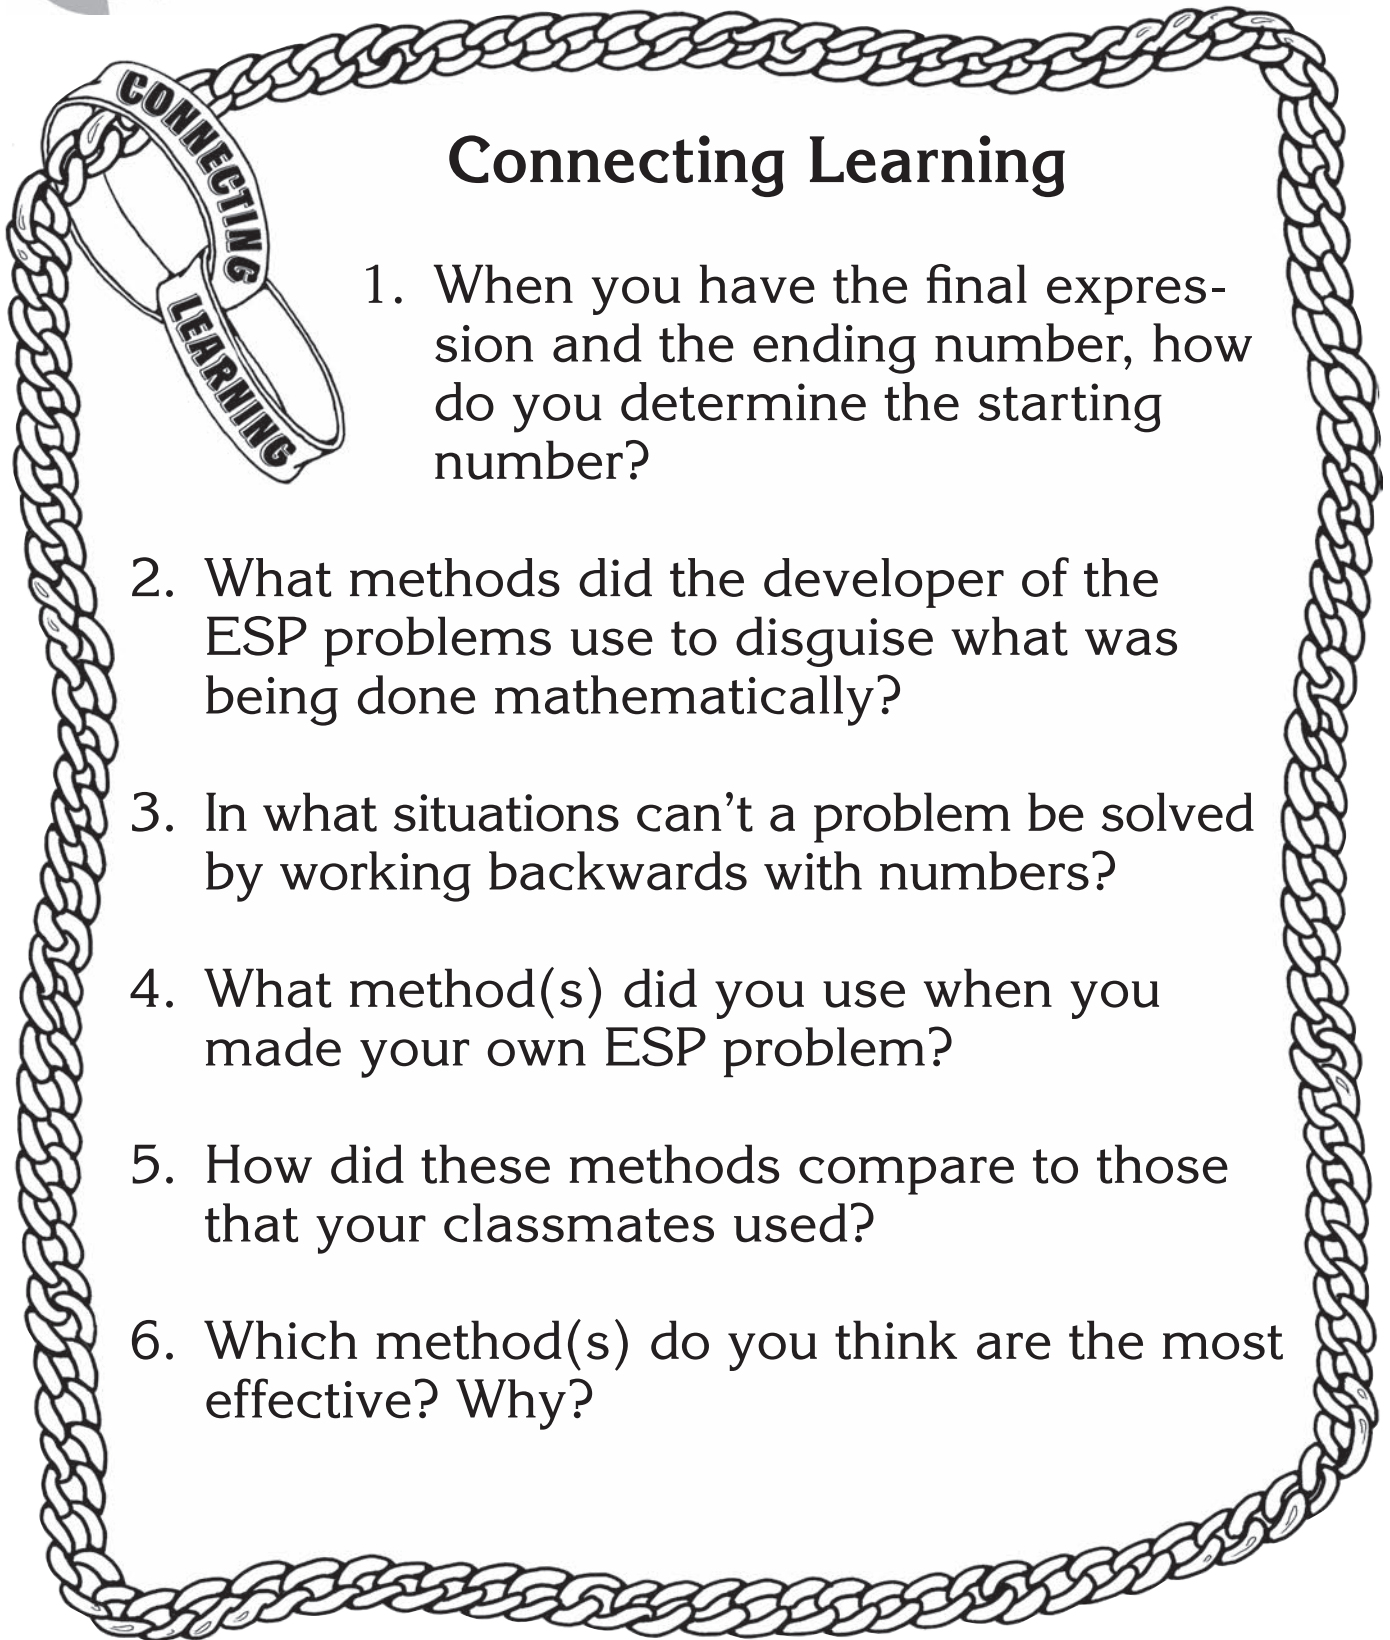 CONNECTING
LEARNING
Connecting Learning
1. When you have the final expres-
sion and the ending number, how
do you determine the starting
number?
2. What methods did the developer of the
ESP problems use to disguise what was
being done mathematically?
3. In what situations can’t a problem be solved
by working backwards with numbers?
4. What method(s) did you use when you
made your own ESP problem?
5. How did these methods compare to those
that your classmates used?
6. Which method(s) do you think are the most
effective? Why?